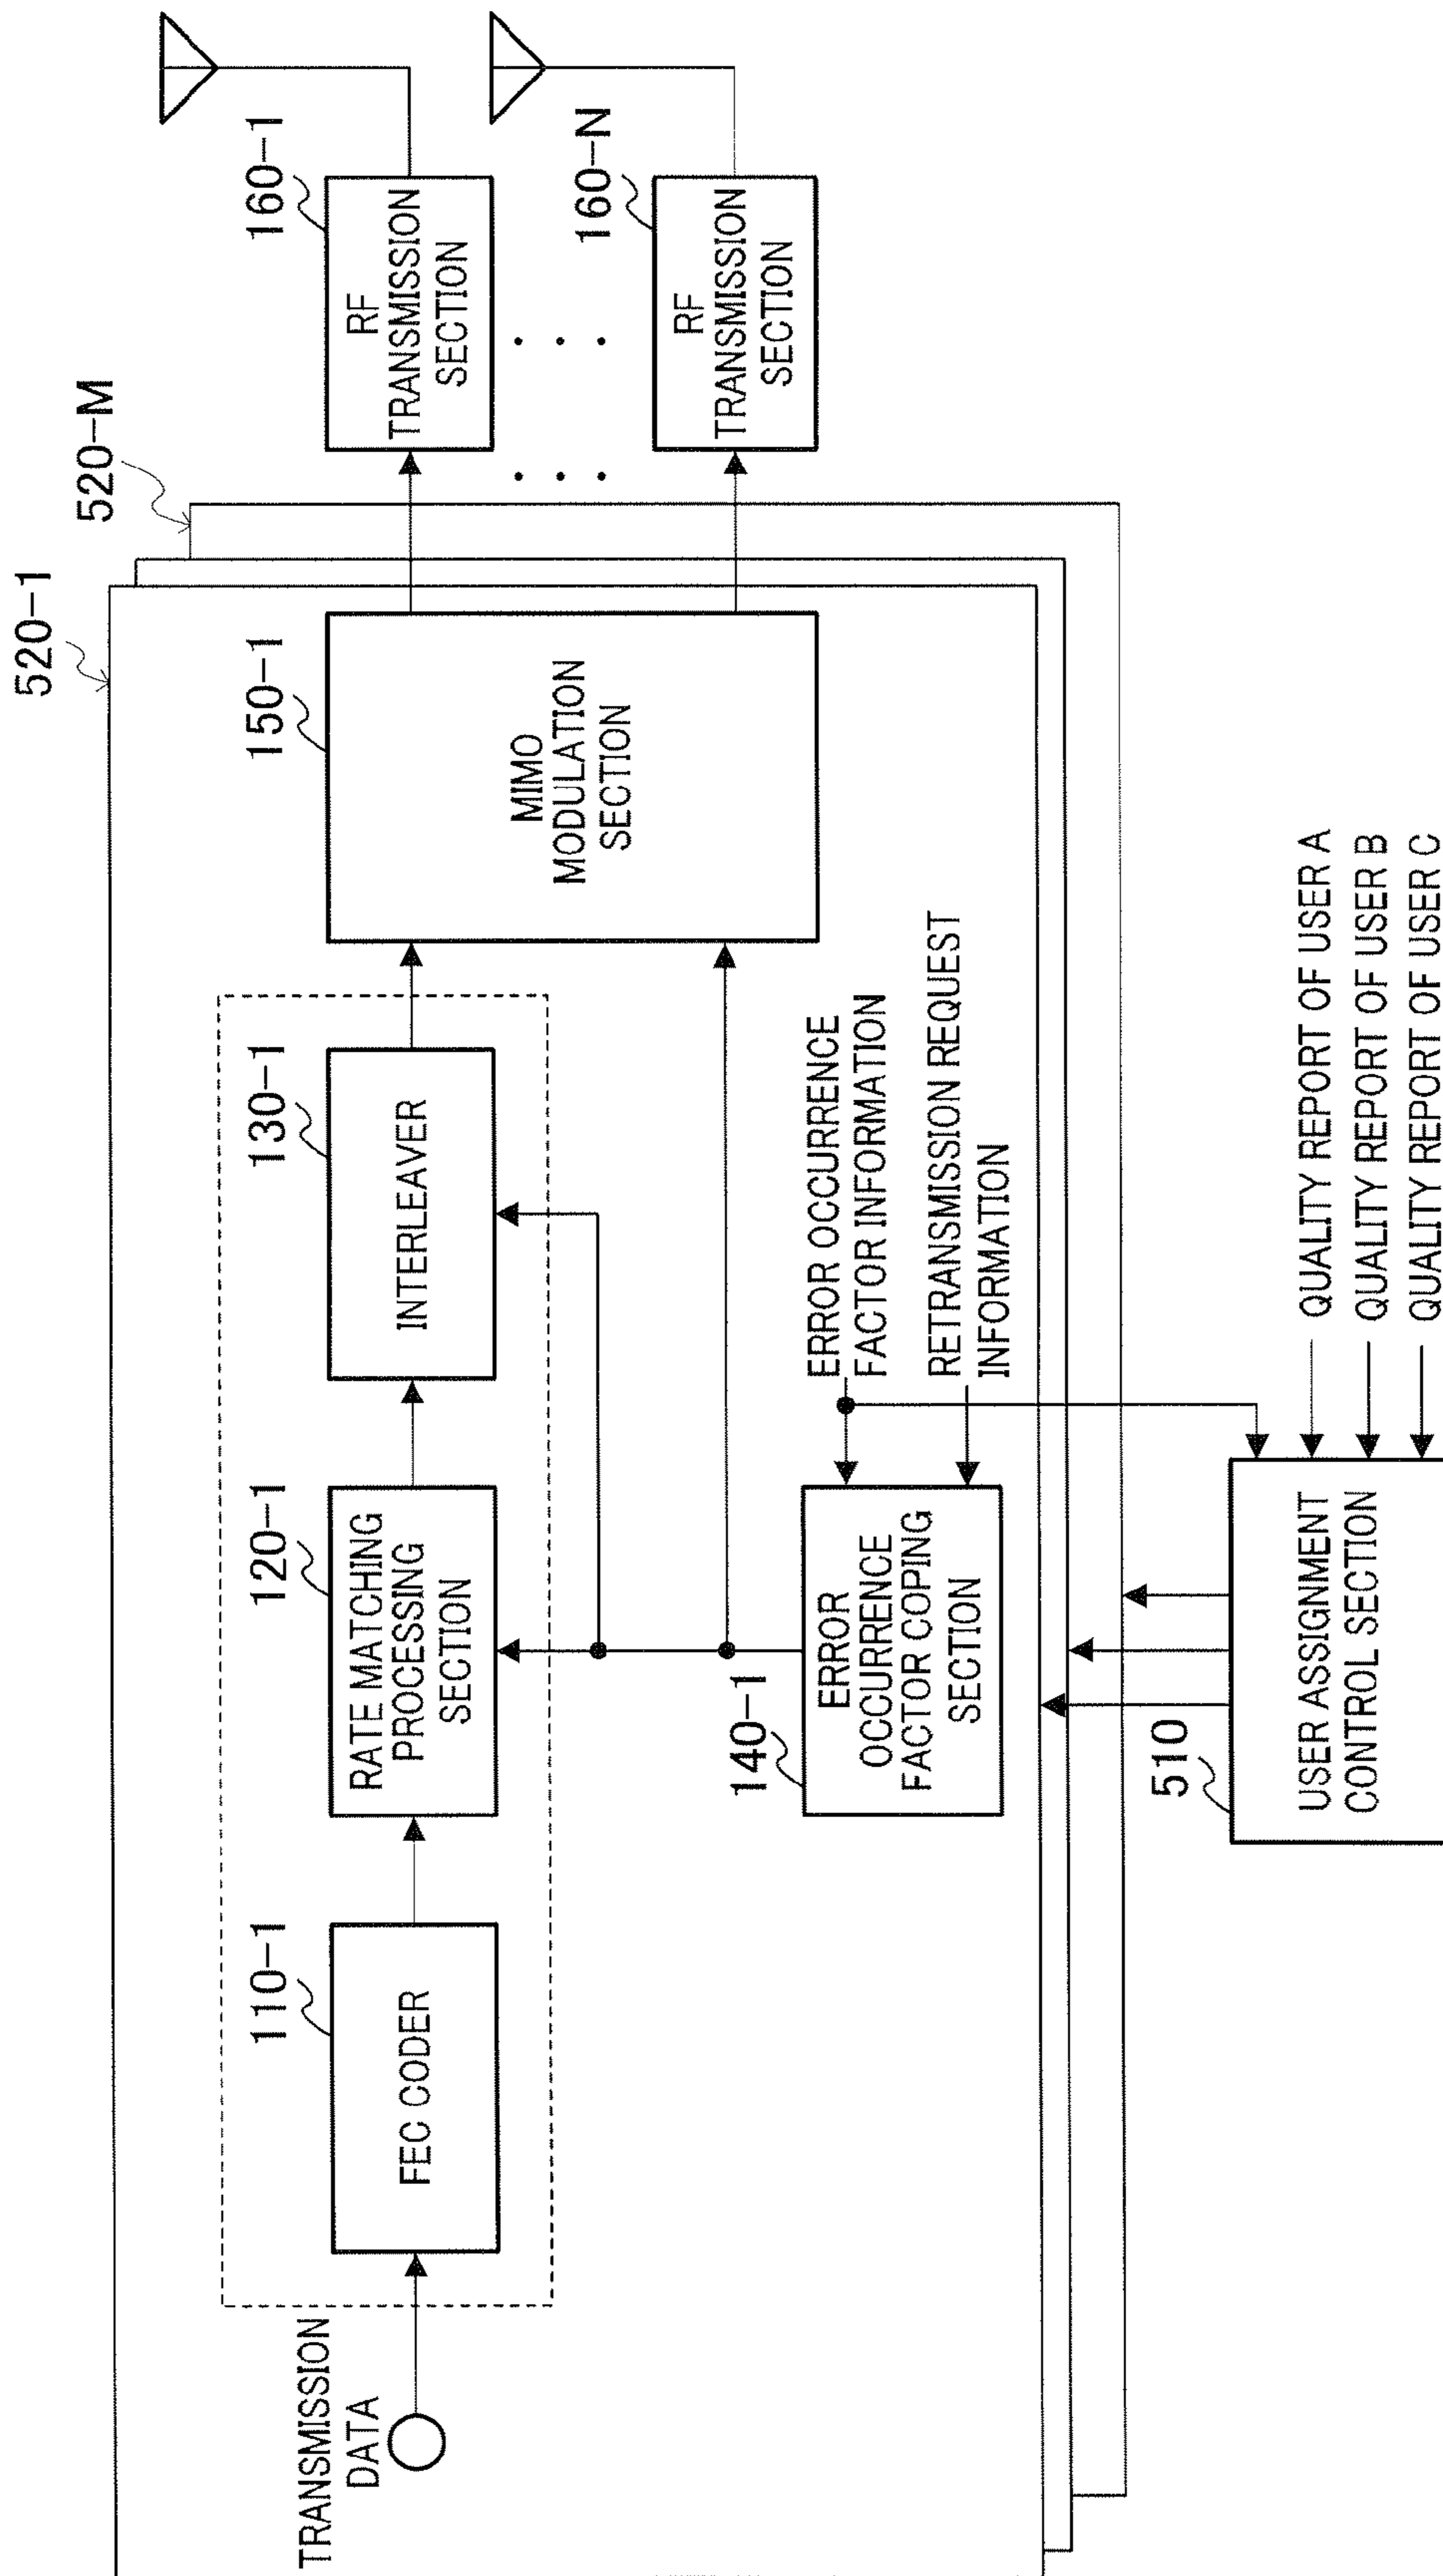 520-1
520-M
TRANSMISSION
DATA
110-1
FEC CODER
120-1
RATE MATCHING
PROCESSING
SECTION
130-1
INTERLEAVER
150-1
MIMO
MODULATION
SECTION
160-1
RF
TRANSMISSION
SECTION
160-N
RF
TRANSMISSION
SECTION
140-1
ERROR
OCCURRENCE
FACTOR COPING
SECTION
ERROR OCCURRENCE
FACTOR INFORMATION
RETRANSMISSION REQUEST
INFORMATION
510
USER ASSIGNMENT
CONTROL SECTION
QUALITY REPORT OF USER A
QUALITY REPORT OF USER B
QUALITY REPORT OF USER C